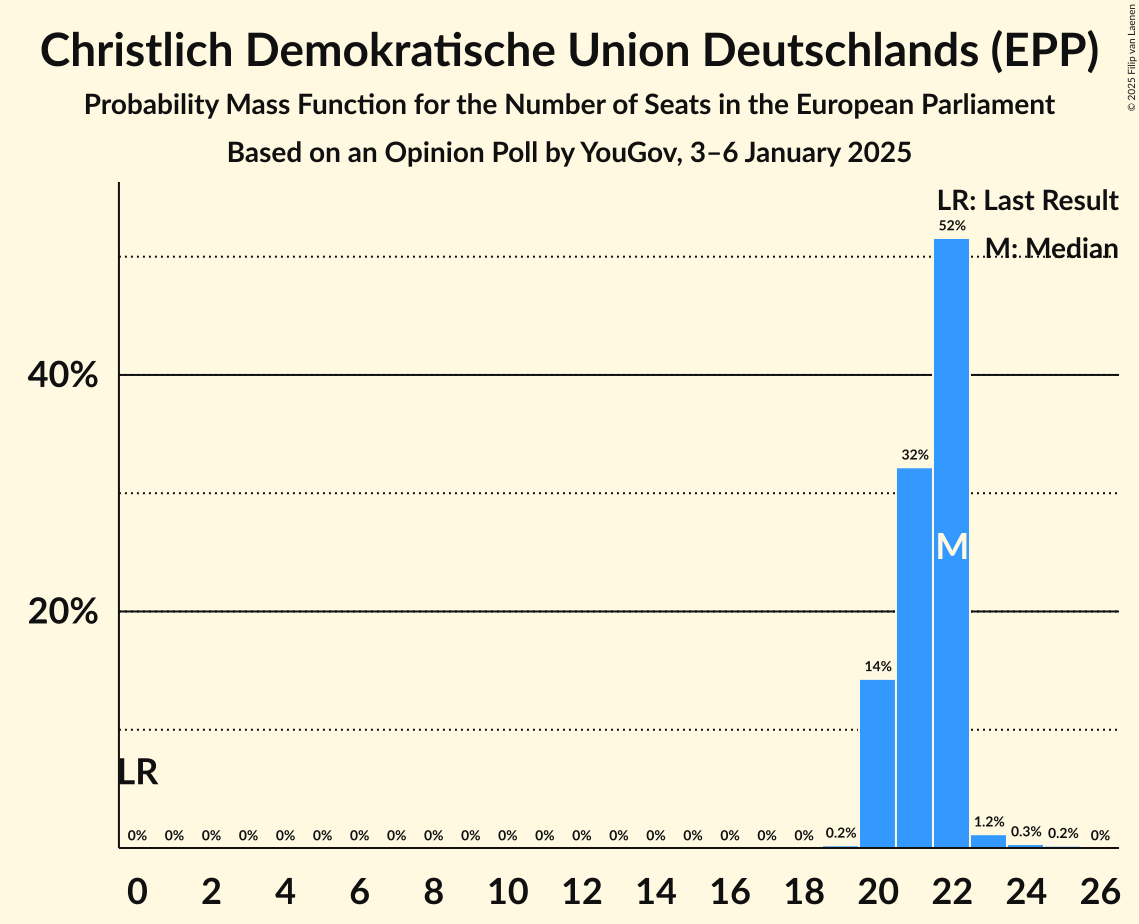 Christlich Demokratische Union Deutschlands (EPP)
Probability Mass Function for the Number of Seats in the European Parliament
Based on an Opinion Poll by YouGov, 3–6 January 2025
© 2025 Filip van Laenen
LR: Last Result
M: Median
52%
40%
32%
M
20%
14%
LR
0% 0% 0% 0% 0% 0% 0% 0% 0% 0% 0% 0% 0% 0% 0% 0% 0% 0% 0% 0.2% 1.2% 0.3% 0.2% 0%
0 2 4 6 8 10 12 14 16 18 20 22 24 26